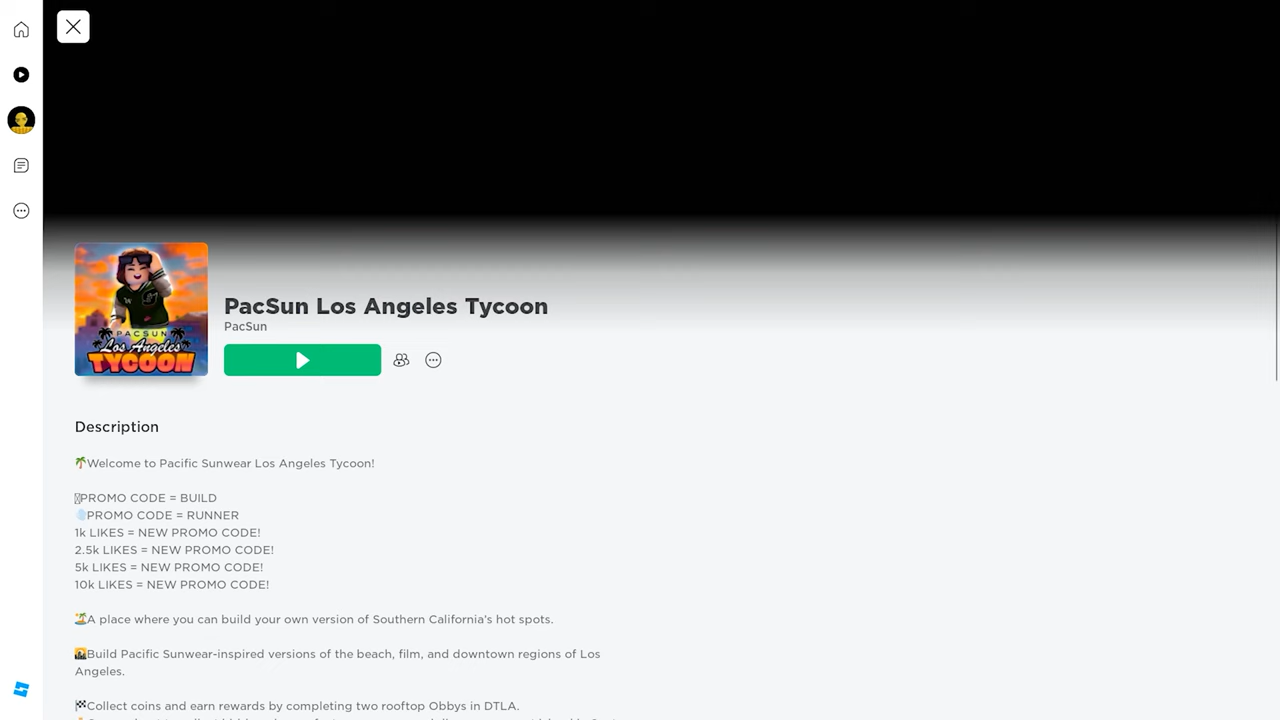 PacSun Los Angeles Tycoon
PacSun
PACSUN
Los Angeles
TYCOON
Description
Welcome to Pacific Sunwear Los Angeles Tycoon!
PROMO CODE = BUILD
PROMO CODE = RUNNER
1k LIKES = NEW PROMO CODE!
2.5k LIKES = NEW PROMO CODE!
5k LIKES = NEW PROMO CODE!
10k LIKES = NEW PROMO CODE!
A place where you can build your own version of Southern California's hot spots.
Build Pacific Sunwear-inspired versions of the beach, film, and downtown regions of Los
Angeles.
Collect coins and earn rewards by completing two rooftop Obbys in DTLA.